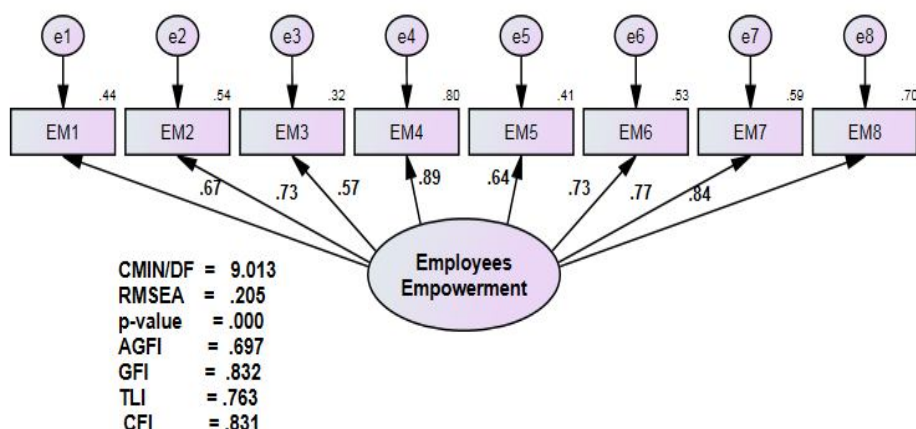 e1 e2 e3 e4 e5 e6 e7 e8
.44 .54 .32 .80 .41 .53 .59 .70
EM1 EM2 EM3 EM4 EM5 EM6 EM7 EM8
.67 .73 .57 .89 .64 .73 .77 .84
Employees
Empowerment
CMIN/DF = 9.013
RMSEA = .205
p-value = .000
AGFI = .697
GFI = .832
TLI = .763
CFI = .831